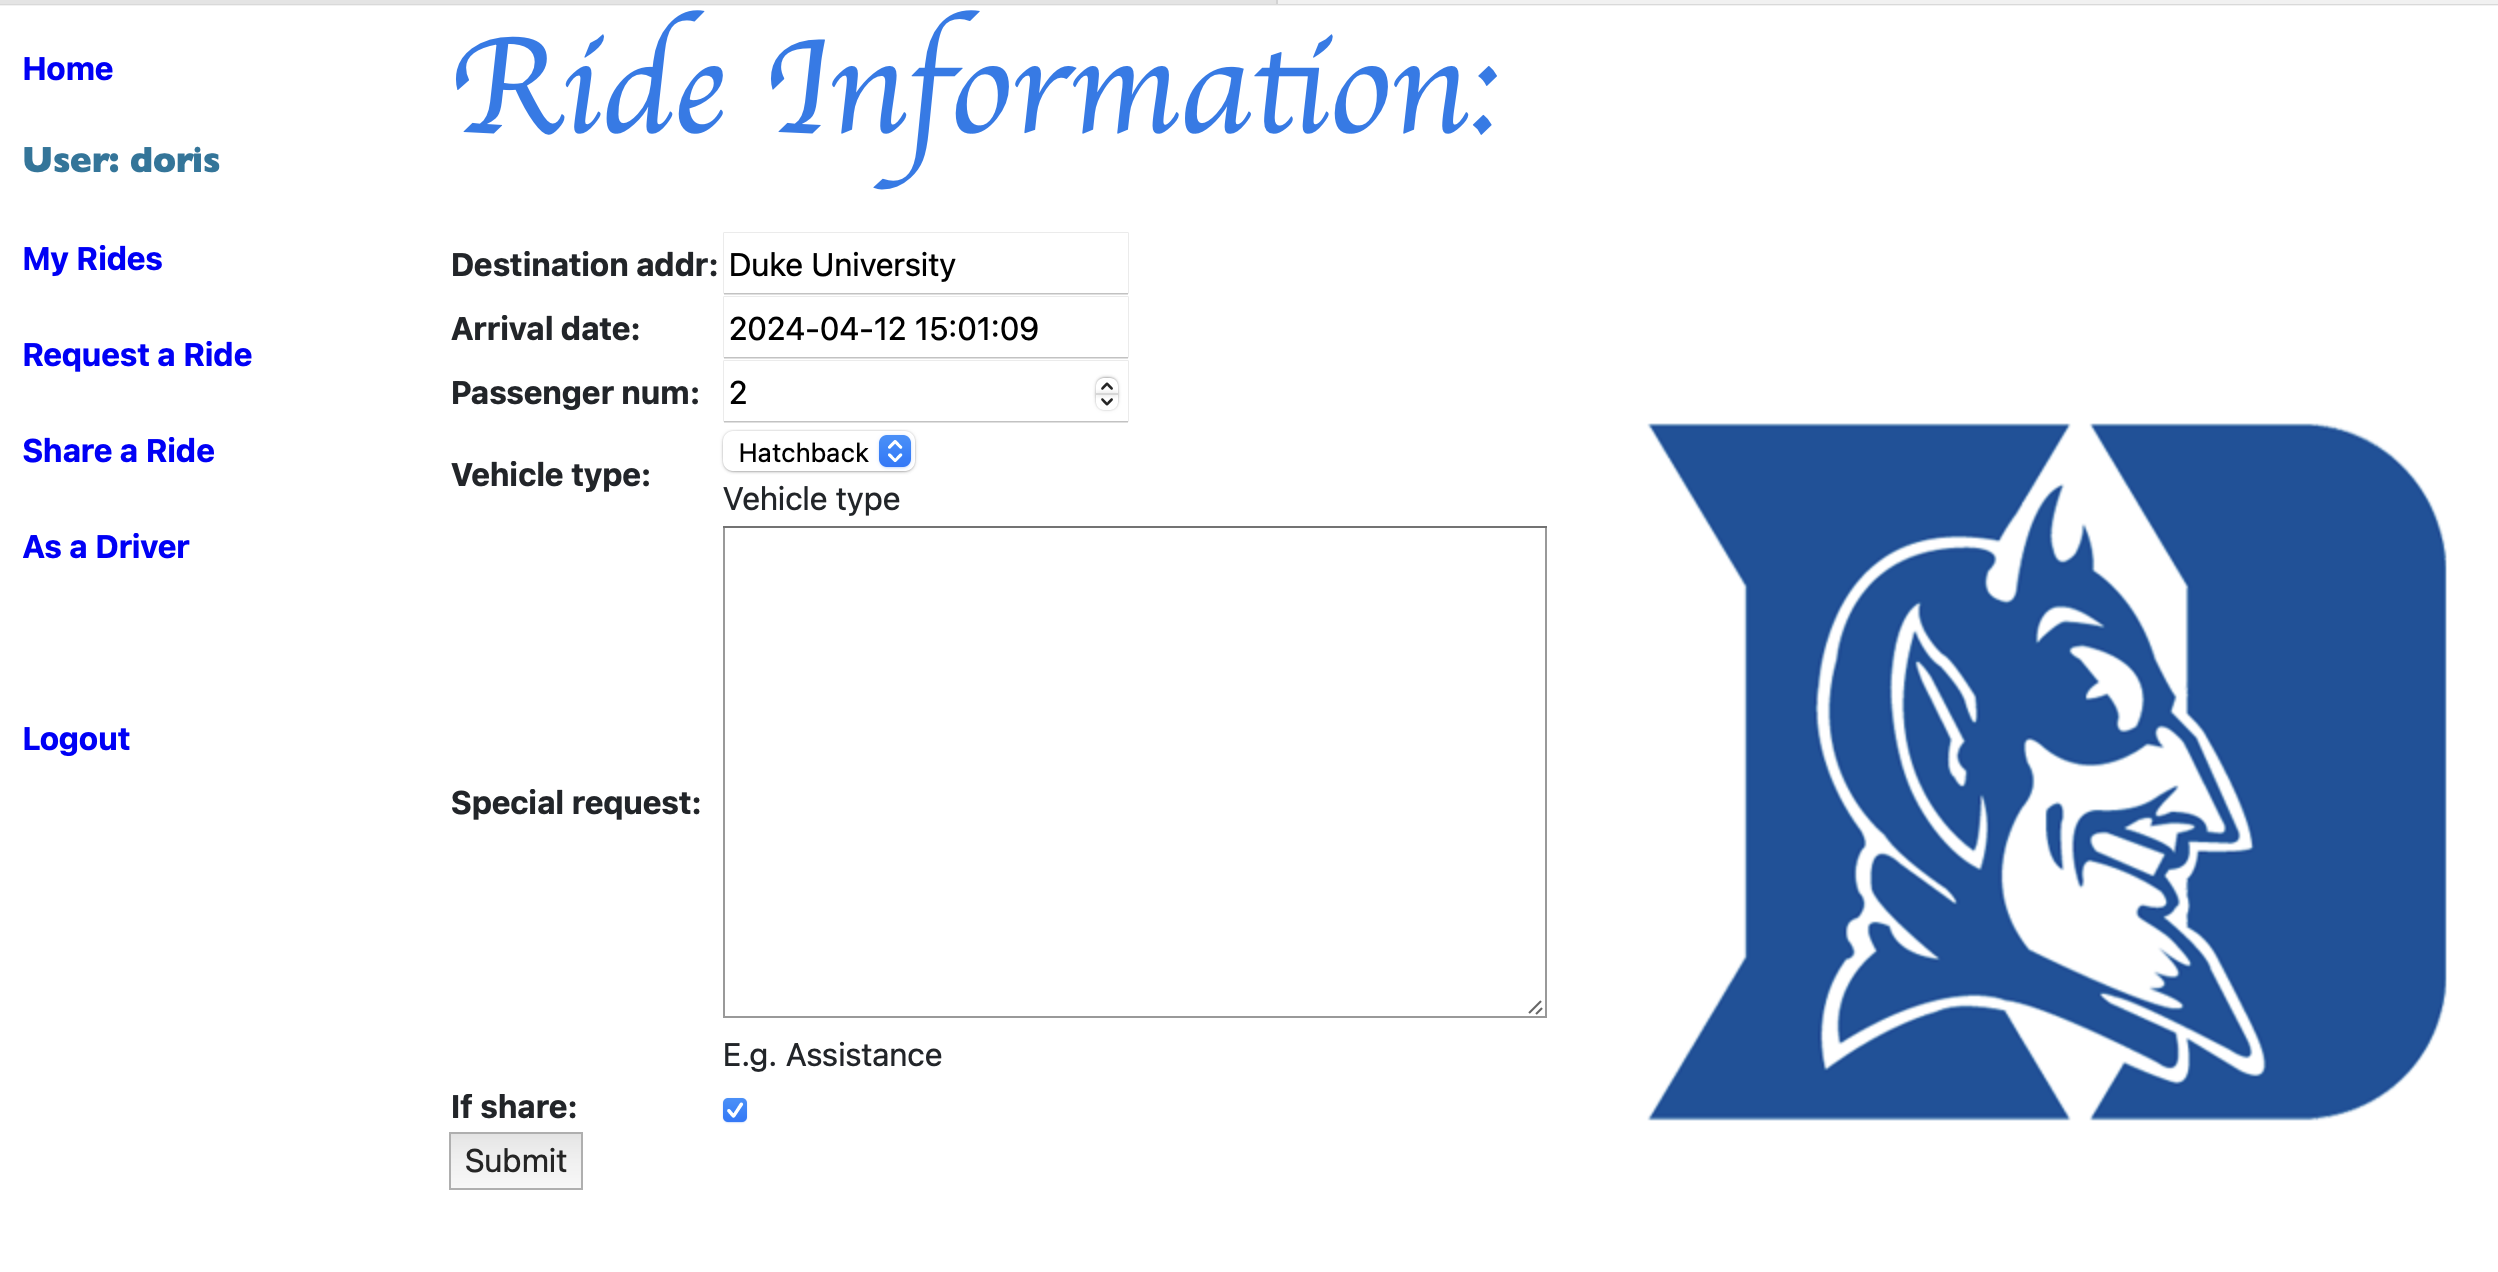 Home
User: doris
My Rides
Request a Ride
Share a Ride
As a Driver
Logout
Ride Information:
Destination addr: Duke University
Arrival date: 2024-04-12 15:01:09
Passenger num: 2
Vehicle type: Hatchback
Vehicle type
Special request:
E.g. Assistance
If share:
Submit